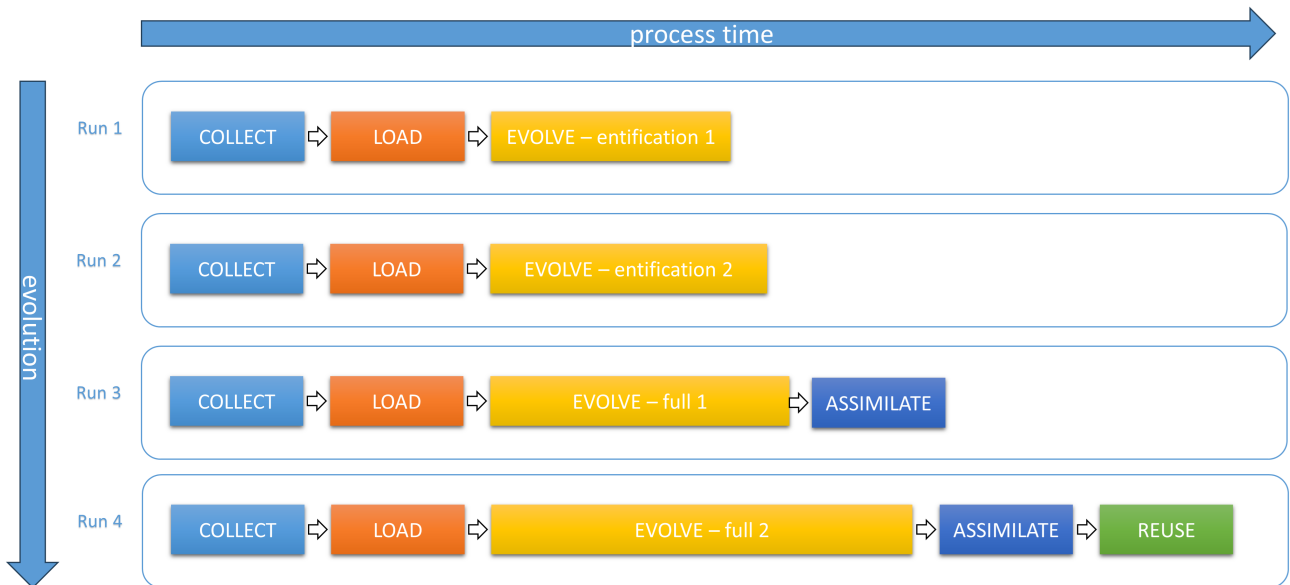 process time
evolution
Run 1
COLLECT
LOAD
EVOLVE – entification 1
Run 2
COLLECT
LOAD
EVOLVE – entification 2
Run 3
COLLECT
LOAD
EVOLVE – full 1
ASSIMILATE
Run 4
COLLECT
LOAD
EVOLVE – full 2
ASSIMILATE
REUSE